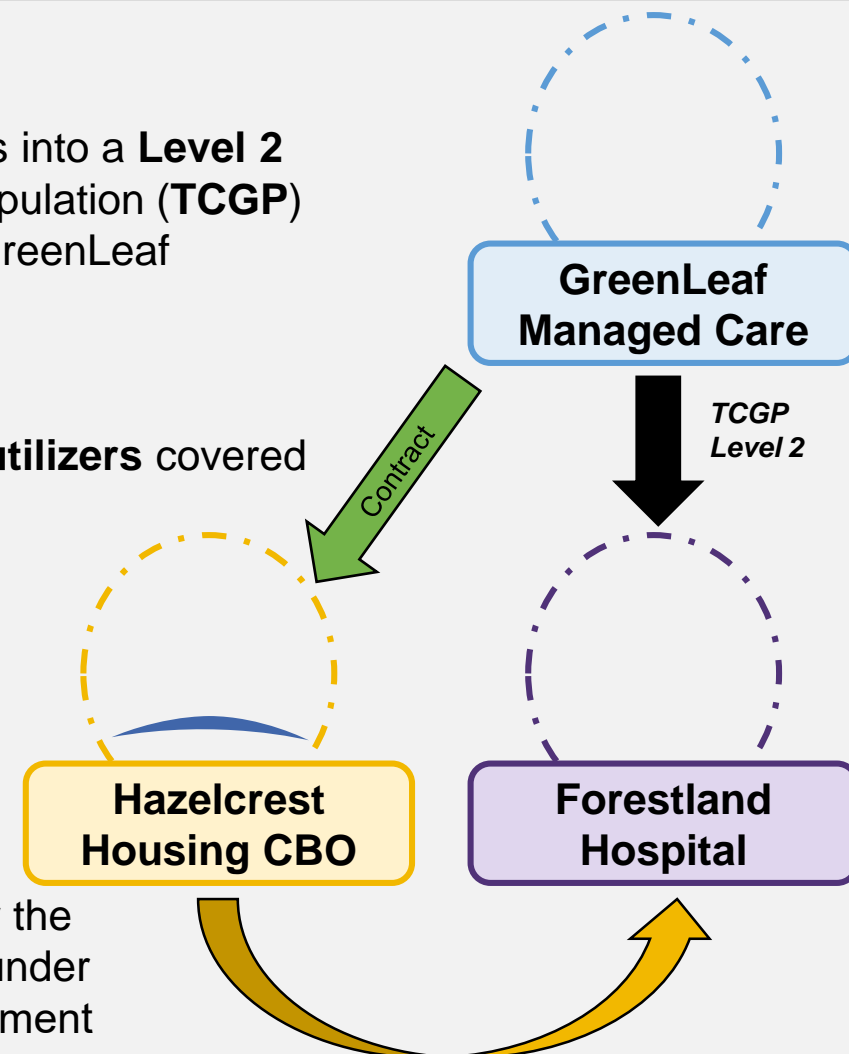 s into a Level 2
pulation (TCGP)
reenLeaf
GreenLeaf
Managed Care
TCGP
Level 2
utilizers covered
Contract
Hazelcrest
Housing CBO
Forestland
Hospital
the
under
ment